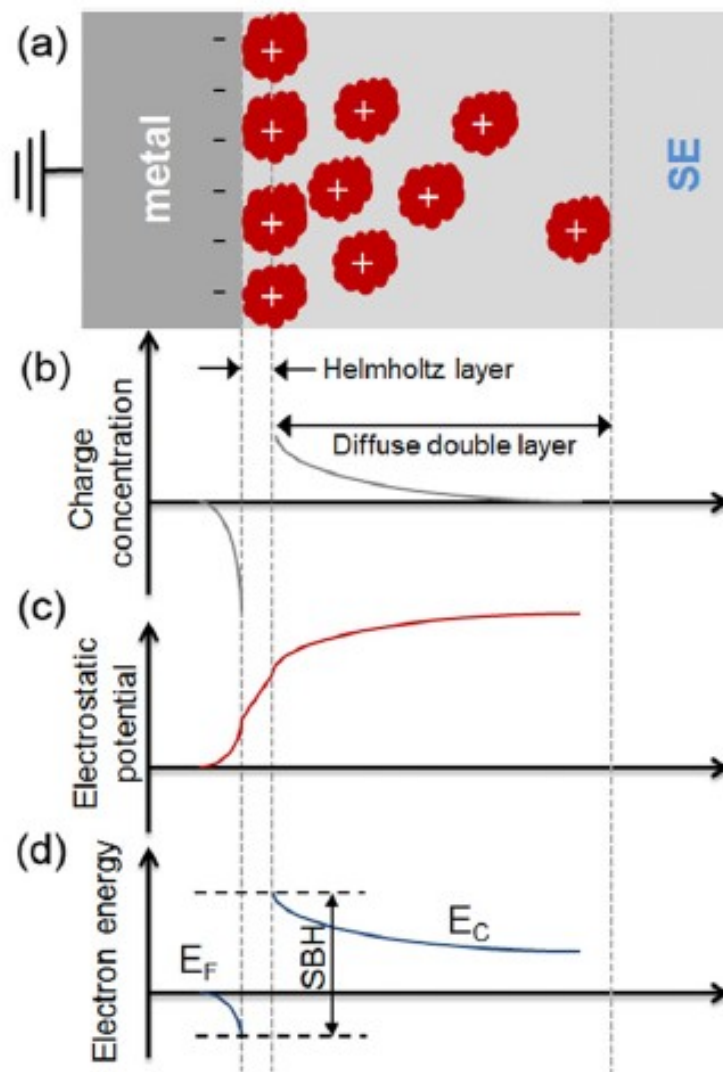 (a)
metal
SE
- + + + +
- + +
- + +
- + +
(b)
Helmholtz layer
Diffuse double layer
Charge
concentration
(c)
Electrostatic
potential
(d)
Electron energy
E_F
SBH
E_C